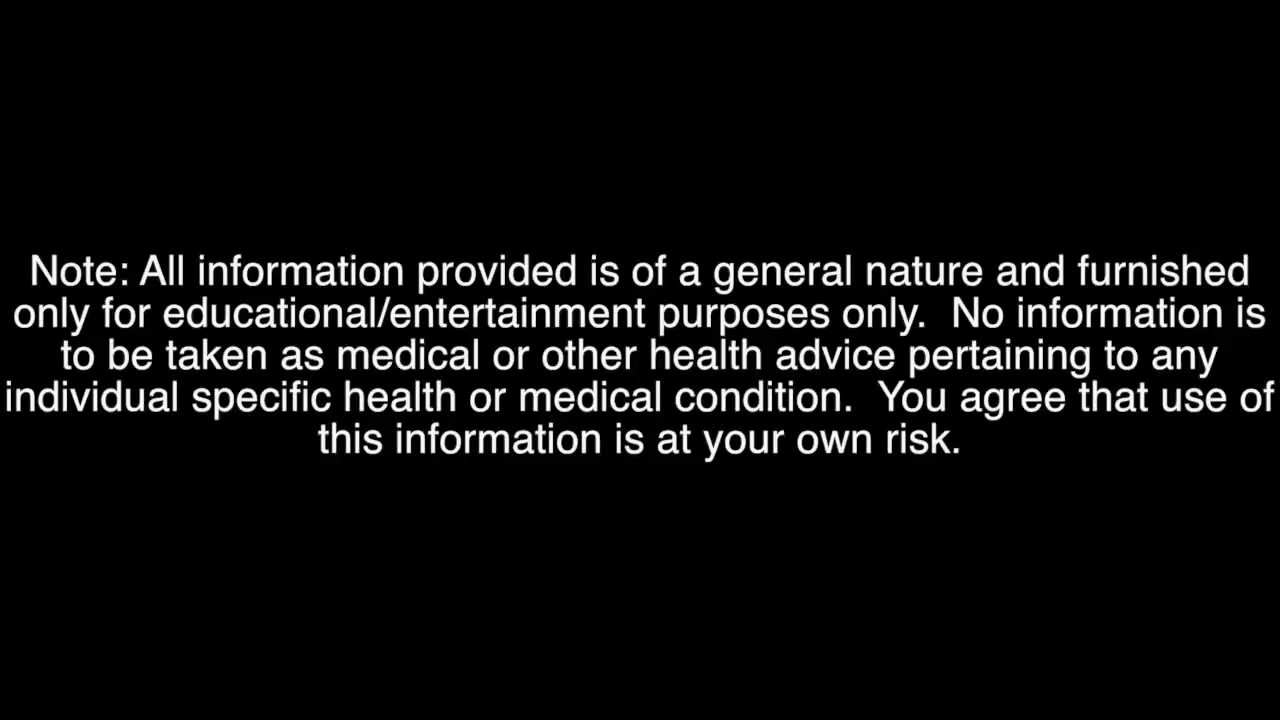 Note: All information provided is of a general nature and furnished
only for educational/entertainment purposes only.  No information is
to be taken as medical or other health advice pertaining to any
individual specific health or medical condition.  You agree that use of
this information is at your own risk.